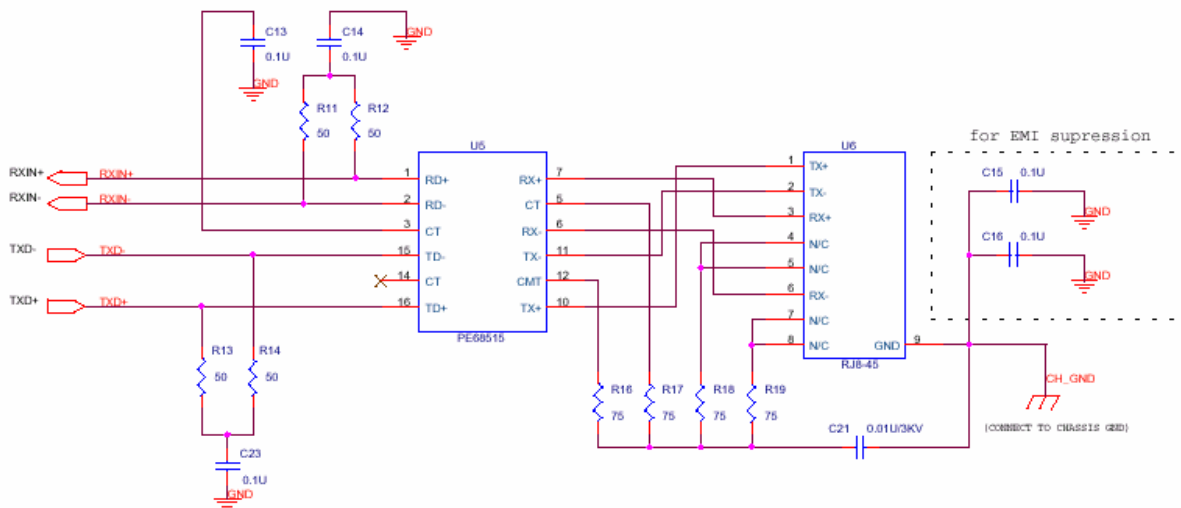 C13
0.1U
GND
C14
0.1U
GND
R11
50
R12
50
RXIN+
RXIN+
RXIN-
RXIN-
TXD-
TXD-
TXD+
TXD+
U5
1 RD+
2 RD-
3 CT
15 TD-
14 CT
16 TD+
RX+ 7
CT 5
RX- 6
TX- 11
CMT 12
TX+ 10
PE68515
R13
50
R14
50
C23
0.1U
GND
U6
1 TX+
2 TX-
3 RX+
4 N/C
5 N/C
6 RX-
7 N/C
8 N/C
GND 9
RJ8-45
R16
75
R17
75
R18
75
R19
75
C21 0.01U/3KV
for EMI supression
C15 0.1U
GND
C16 0.1U
GND
CH_GND
(CONNECT TO CHASSIS GND)